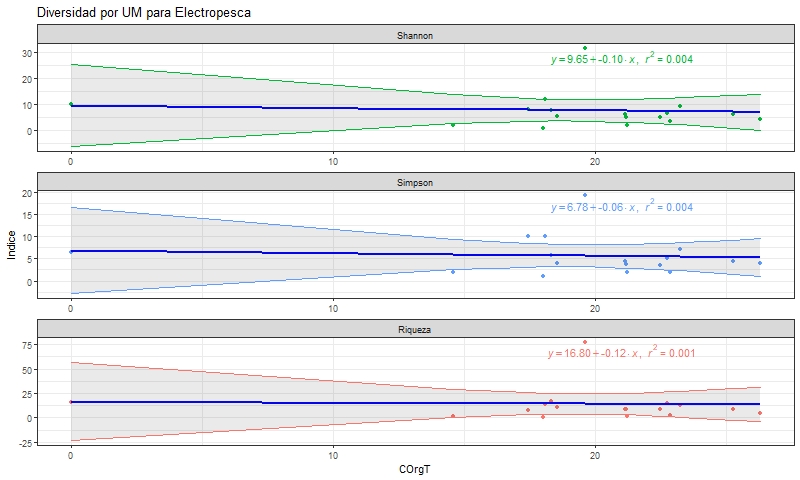 Diversidad por UM para Electropesca
Shannon
30
20
10
0
y = 9.65 + -0.10 · x, r² = 0.004
0 10 20
Simpson
20
15
10
5
0
y = 6.78 + -0.06 · x, r² = 0.004
0 10 20
Indice
Riqueza
75
50
25
0
-25
y = 16.80 + -0.12 · x, r² = 0.001
0 10 20
COrgT